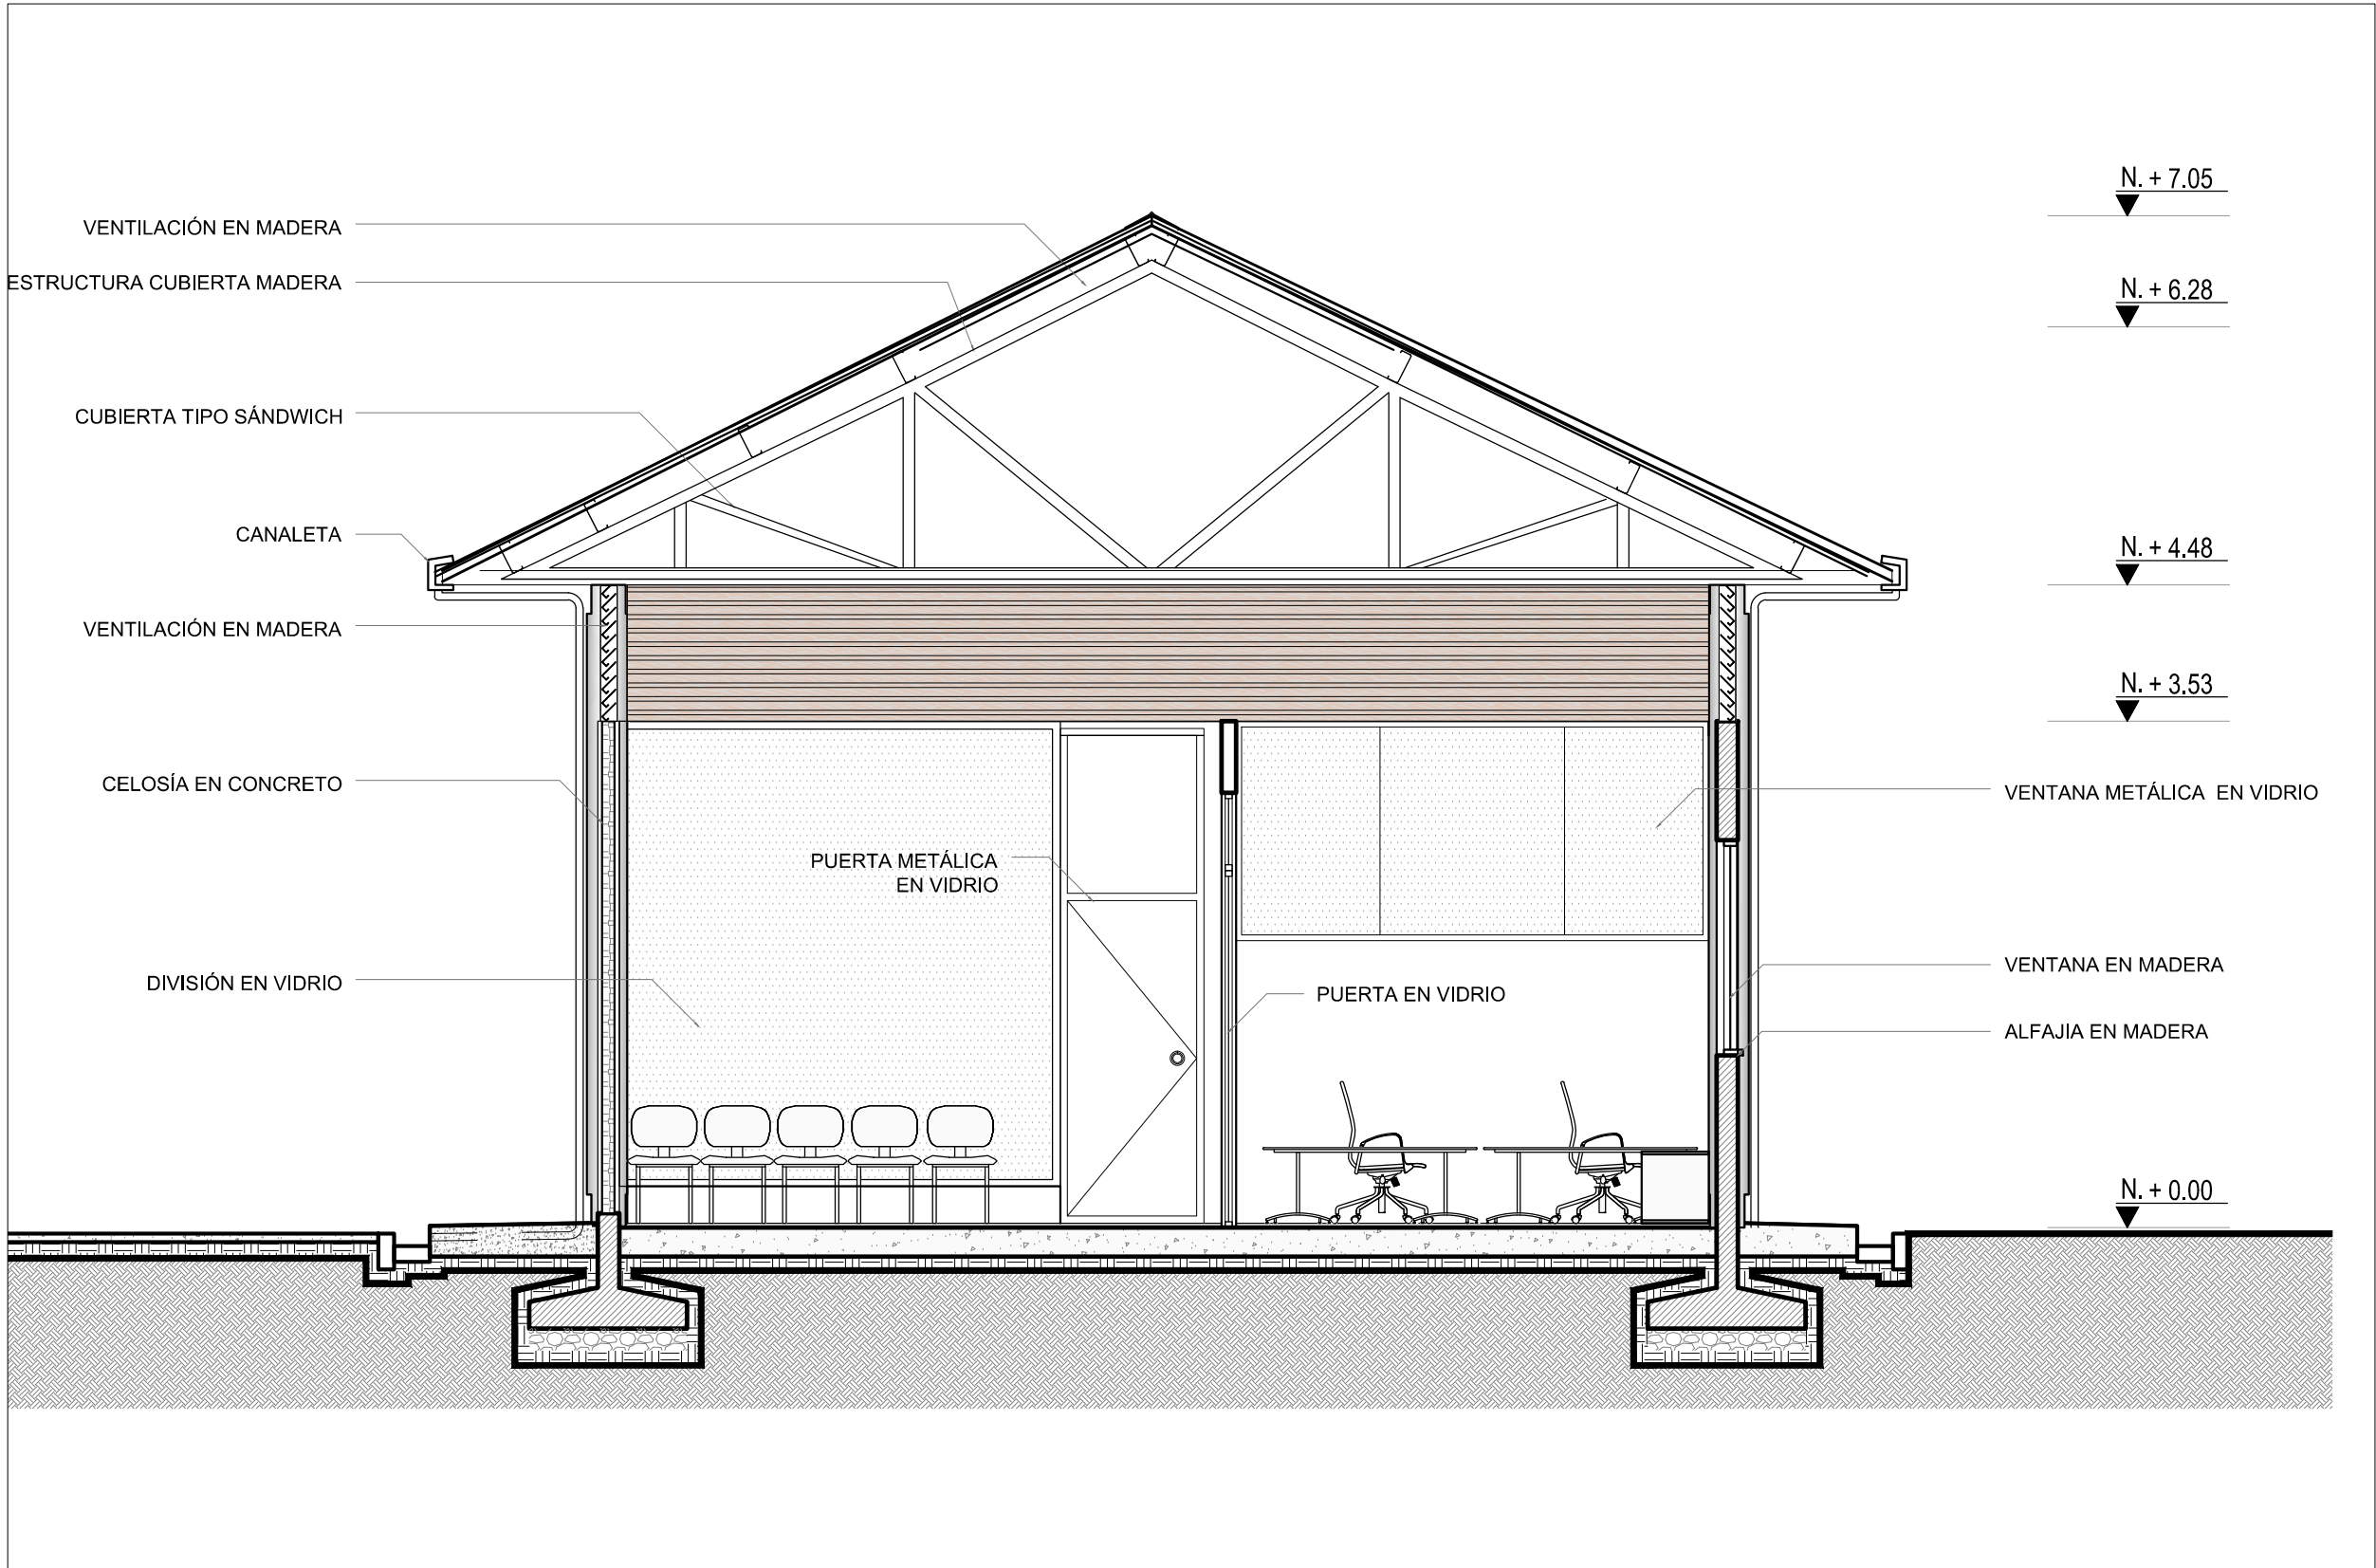 N. + 7.05
VENTILACIÓN EN MADERA
ESTRUCTURA CUBIERTA MADERA
N. + 6.28
CUBIERTA TIPO SÁNDWICH
CANALETA
N. + 4.48
VENTILACIÓN EN MADERA
N. + 3.53
CELOSÍA EN CONCRETO
VENTANA METÁLICA EN VIDRIO
PUERTA METÁLICA
EN VIDRIO
VENTANA EN MADERA
DIVISIÓN EN VIDRIO
PUERTA EN VIDRIO
ALFAJIA EN MADERA
N. + 0.00